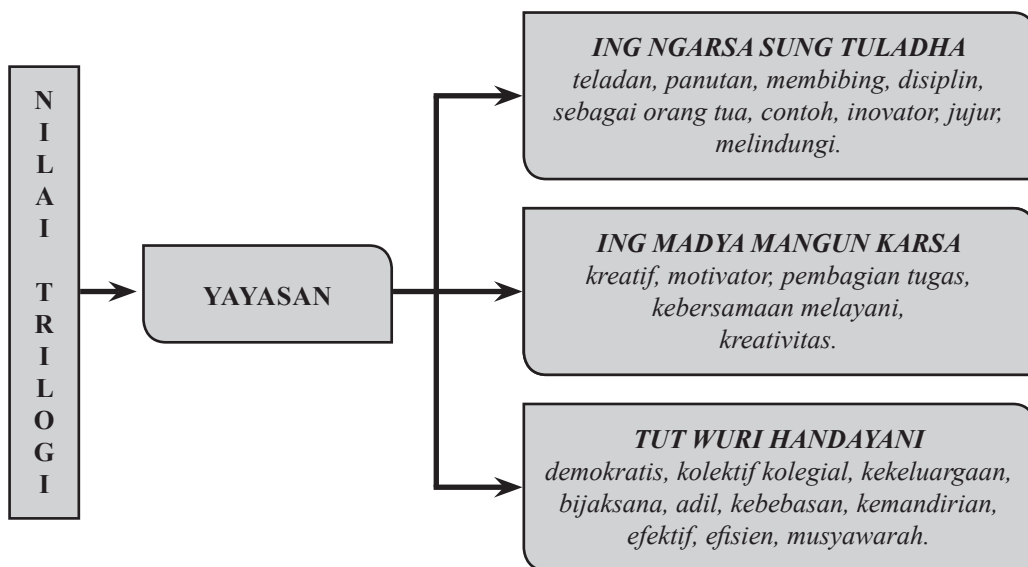 NILAI TRILOGI
YAYASAN
ING NGARSA SUNG TULADHA
teladan, panutan, membibing, disiplin,
sebagai orang tua, contoh, inovator, jujur,
melindungi.
ING MADYA MANGUN KARSA
kreatif, motivator, pembagian tugas,
kebersamaan melayani,
kreativitas.
TUT WURI HANDAYANI
demokratis, kolektif kolegial, kekeluargaan,
bijaksana, adil, kebebasan, kemandirian,
efektif, efisien, musyawarah.